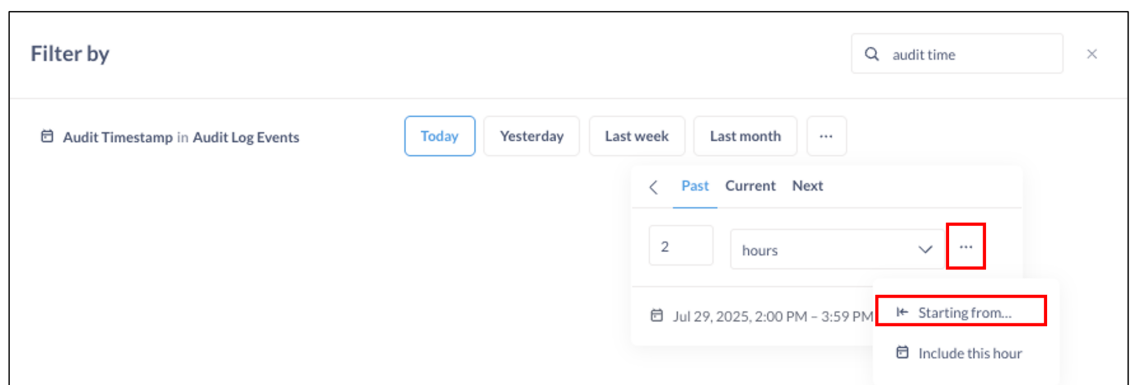 Filter by
audit time
Audit Timestamp in Audit Log Events
Today
Yesterday
Last week
Last month
...
Past
Current
Next
2
hours
...
Jul 29, 2025, 2:00 PM – 3:59 PM
Starting from...
Include this hour